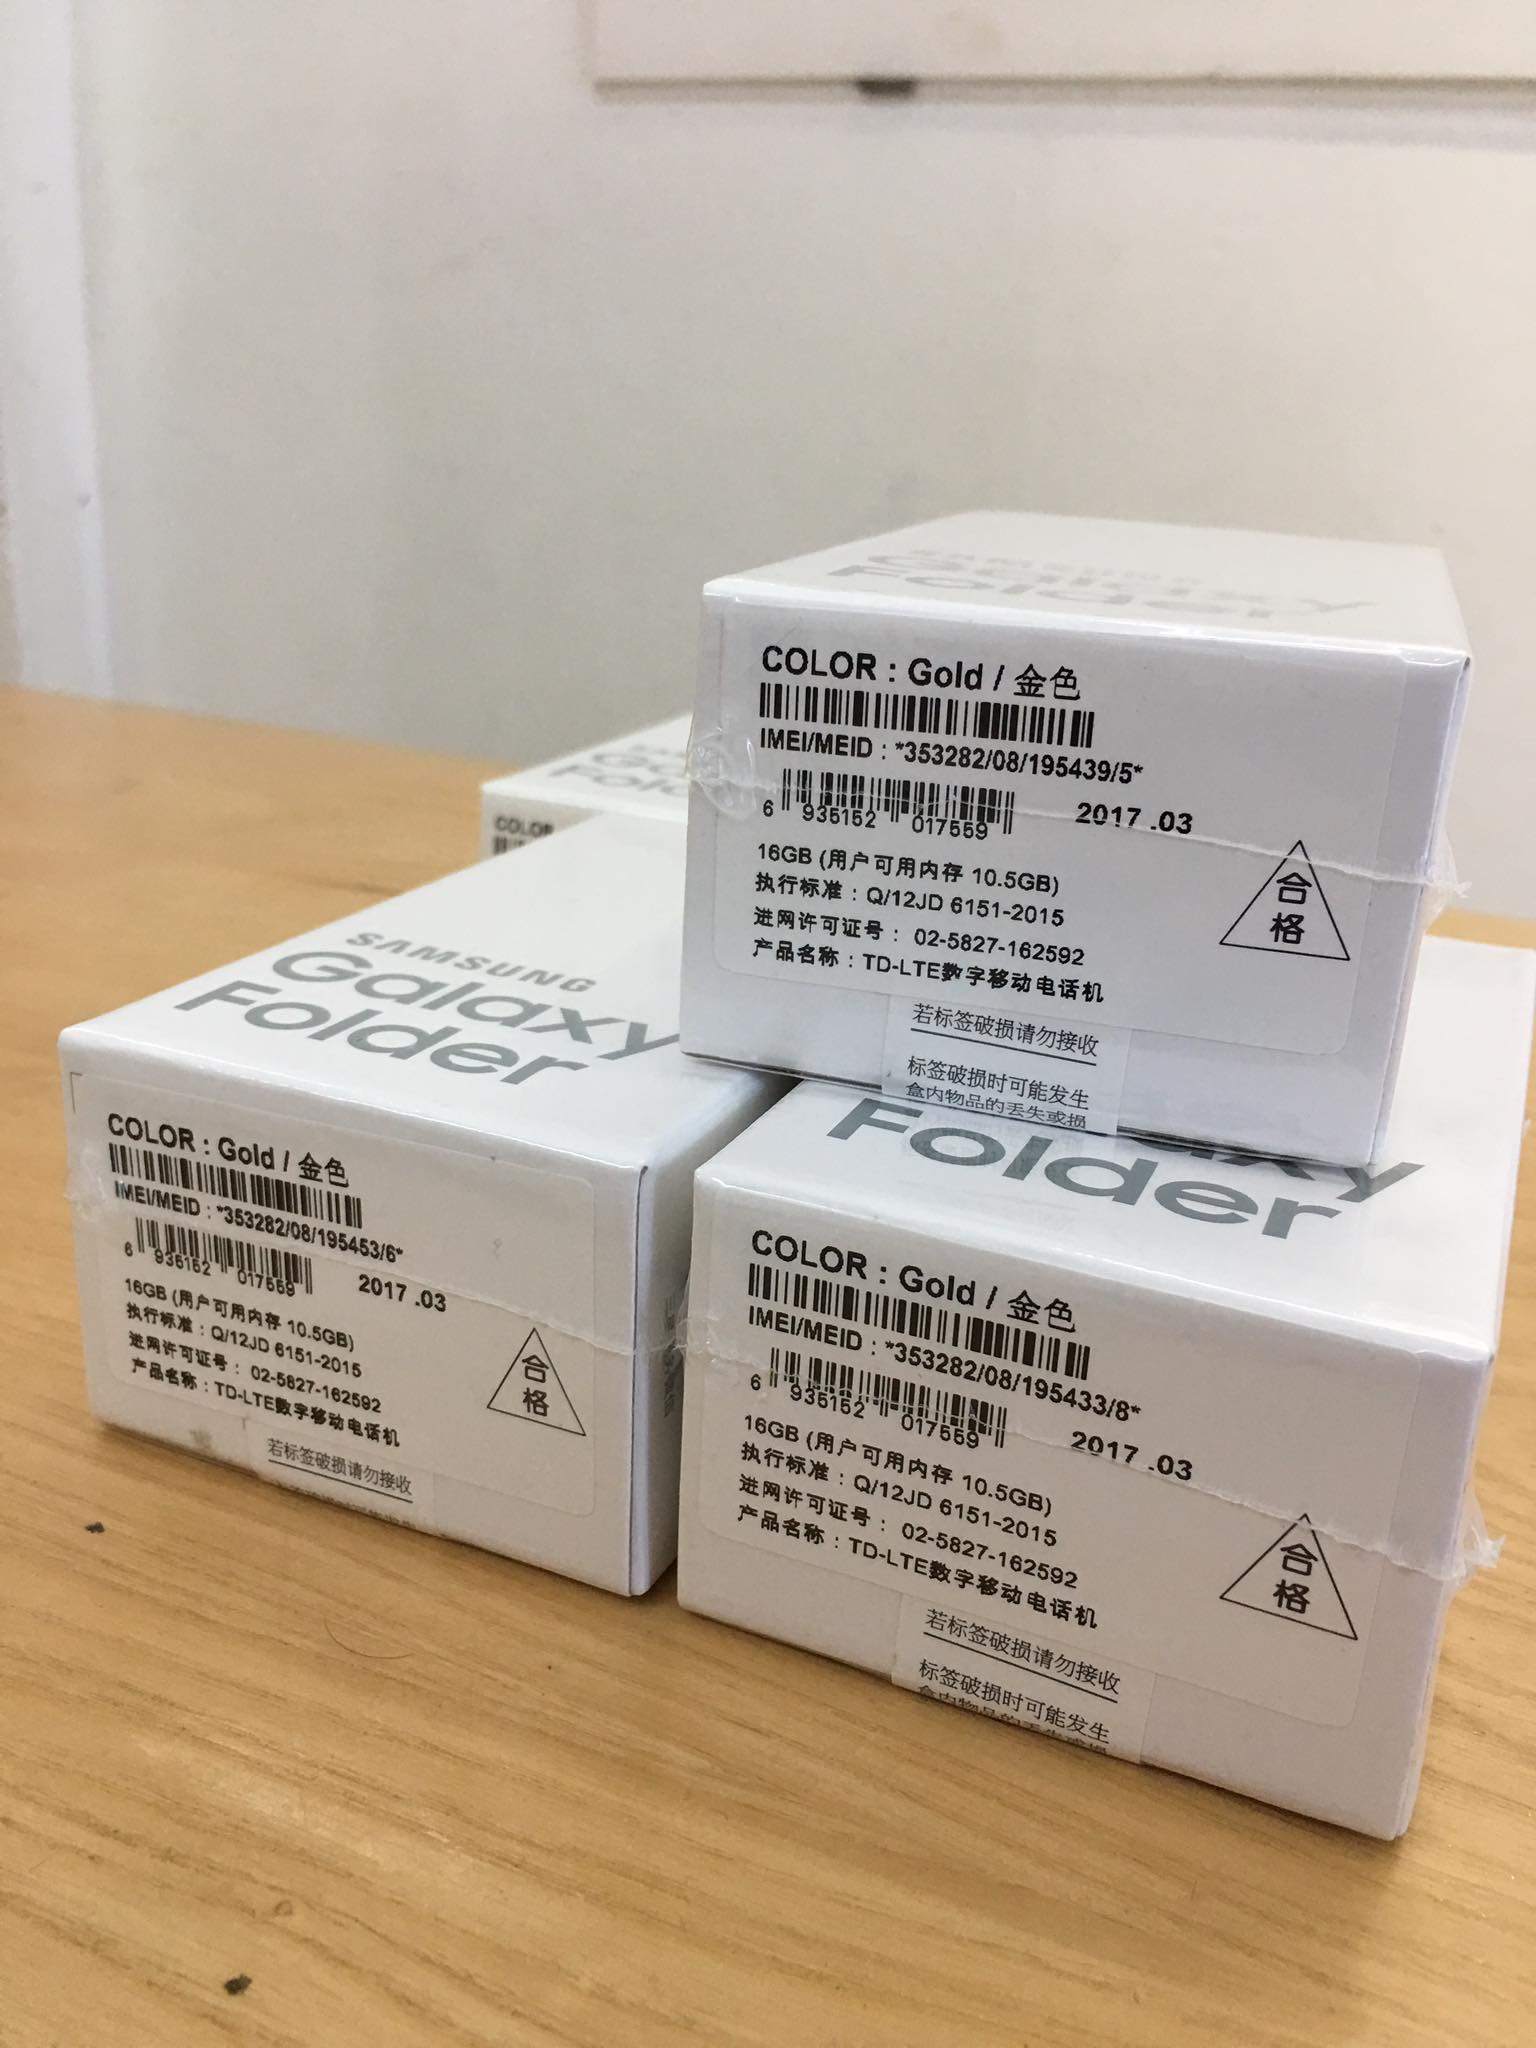 SAMSUNG
Galaxy
Folder
COLOR : Gold / 金色
IMEI/MEID : *353282/08/195439/5*
6 935152 017559
2017 .03
16GB (用户可用内存 10.5GB)
执行标准：Q/12JD 6151-2015
进网许可证号： 02-5827-162592
产品名称：TD-LTE数字移动电话机
合
格
若标签破损请勿接收
标签破损时可能发生
盒内物品的丢失或损
COLOR
SAMSUNG
Galaxy
Folder
COLOR : Gold / 金色
IMEI/MEID : *353282/08/195453/6*
6 935152 017559
2017 .03
16GB (用户可用内存 10.5GB)
执行标准：Q/12JD 6151-2015
进网许可证号： 02-5827-162592
产品名称：TD-LTE数字移动电话机
合
格
若标签破损请勿接收
Folder
COLOR : Gold / 金色
IMEI/MEID : *353282/08/195433/8*
6 935152 017559
2017 .03
16GB (用户可用内存 10.5GB)
执行标准：Q/12JD 6151-2015
进网许可证号： 02-5827-162592
产品名称：TD-LTE数字移动电话机
合
格
若标签破损请勿接收
标签破损时可能发生
盒内物品的丢失或损